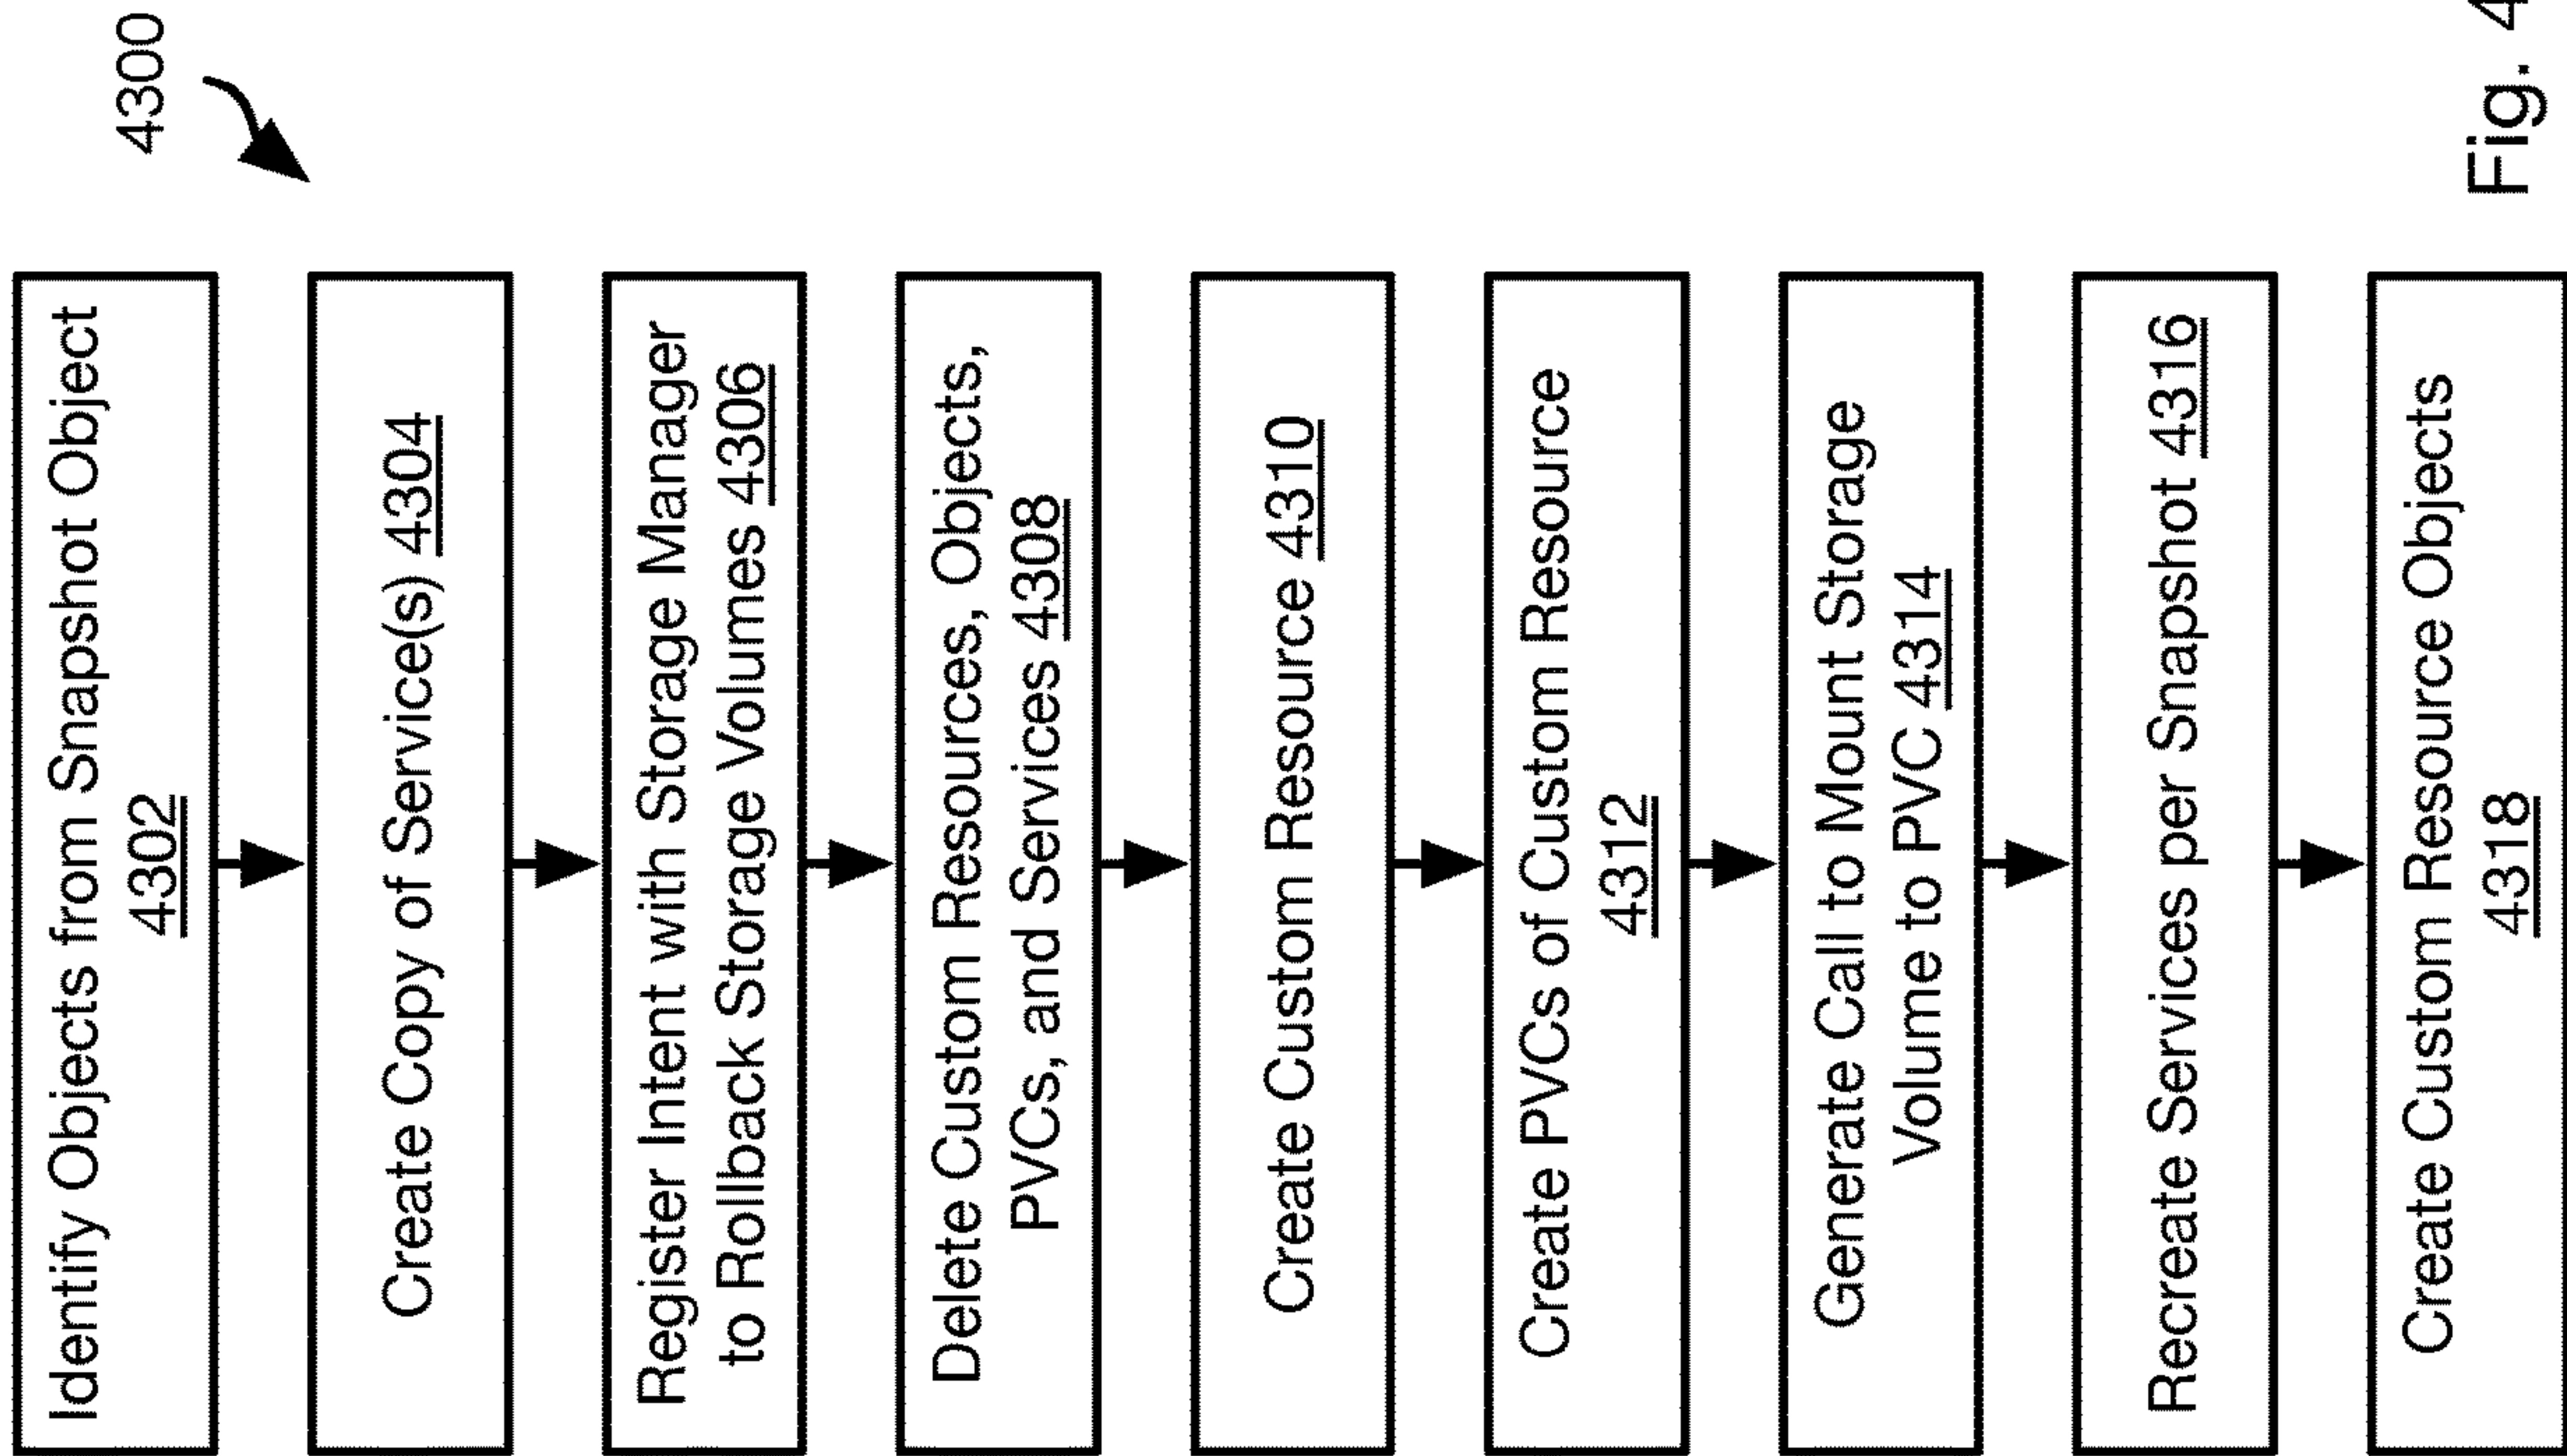 4300
Identify Objects from Snapshot Object
4302
Create Copy of Service(s) 4304
Register Intent with Storage Manager
to Rollback Storage Volumes 4306
Delete Custom Resources, Objects,
PVCs, and Services 4308
Create Custom Resource 4310
Create PVCs of Custom Resource
4312
Generate Call to Mount Storage
Volume to PVC 4314
Recreate Services per Snapshot 4316
Create Custom Resource Objects
4318
Fig.